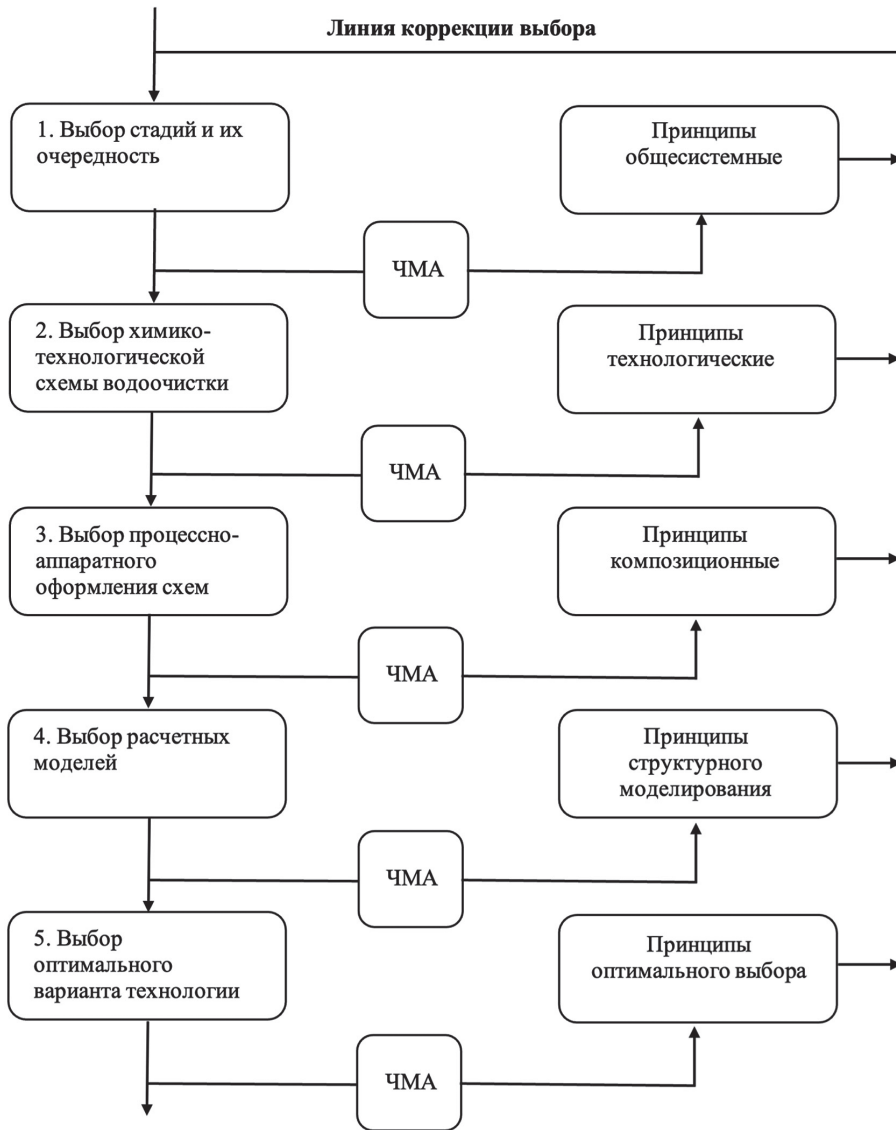 Линия коррекции выбора
1. Выбор стадий и их
очередность
Принципы
общесистемные
ЧМА
2. Выбор химико-
технологической
схемы водоочистки
Принципы
технологические
ЧМА
3. Выбор процессно-
аппаратного
оформления схем
Принципы
композиционные
ЧМА
4. Выбор расчетных
моделей
Принципы
структурного
моделирования
ЧМА
5. Выбор
оптимального
варианта технологии
Принципы
оптимального выбора
ЧМА